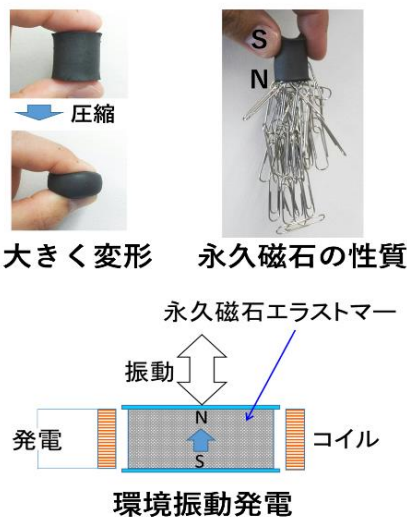 圧縮
S
N
大きく変形
永久磁石の性質
永久磁石エラストマー
振動
N
発電
S
コイル
環境振動発電